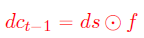 dc_{t-1} = ds ⊙ f